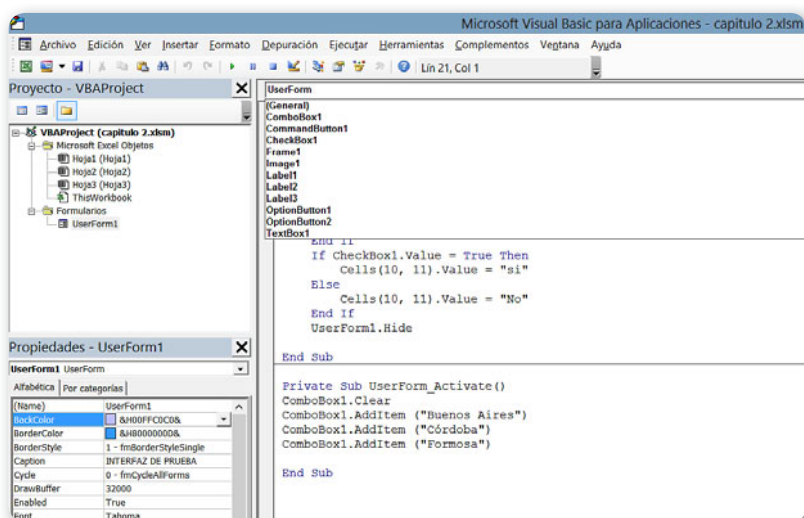 Microsoft Visual Basic para Aplicaciones - capitulo 2.xlsm
Archivo Edición Ver Insertar Formato Depuración Ejecutar Herramientas Complementos Ventana Ayuda
Lín 21, Col 1
Proyecto - VBAProject
VBAProject (capitulo 2.xlsm)
Microsoft Excel Objetos
Hoja1 (Hoja1)
Hoja2 (Hoja2)
Hoja3 (Hoja3)
ThisWorkbook
Formularios
UserForm1
Propiedades - UserForm1
UserForm1 UserForm
Alfabética Por categorías
(Name) UserForm1
BackColor &H00FFC0C0&
BorderColor &H80000000D&
BorderStyle 1 - fmBorderStyleSingle
Caption INTERFAZ DE PRUEBA
Cycle 0 - fmCycleAllForms
DrawBuffer 32000
Enabled True
Font Tahoma
UserForm
(General)
ComboBox1
CommandButton1
CheckBox1
Frame1
Image1
Label1
Label2
Label3
OptionButton1
OptionButton2
TextBox1
End If
If CheckBox1.Value = True Then
Cells(10, 11).Value = "si"
Else
Cells(10, 11).Value = "No"
End If
UserForm1.Hide
End Sub
Private Sub UserForm_Activate()
ComboBox1.Clear
ComboBox1.AddItem ("Buenos Aires")
ComboBox1.AddItem ("Córdoba")
ComboBox1.AddItem ("Formosa")
End Sub